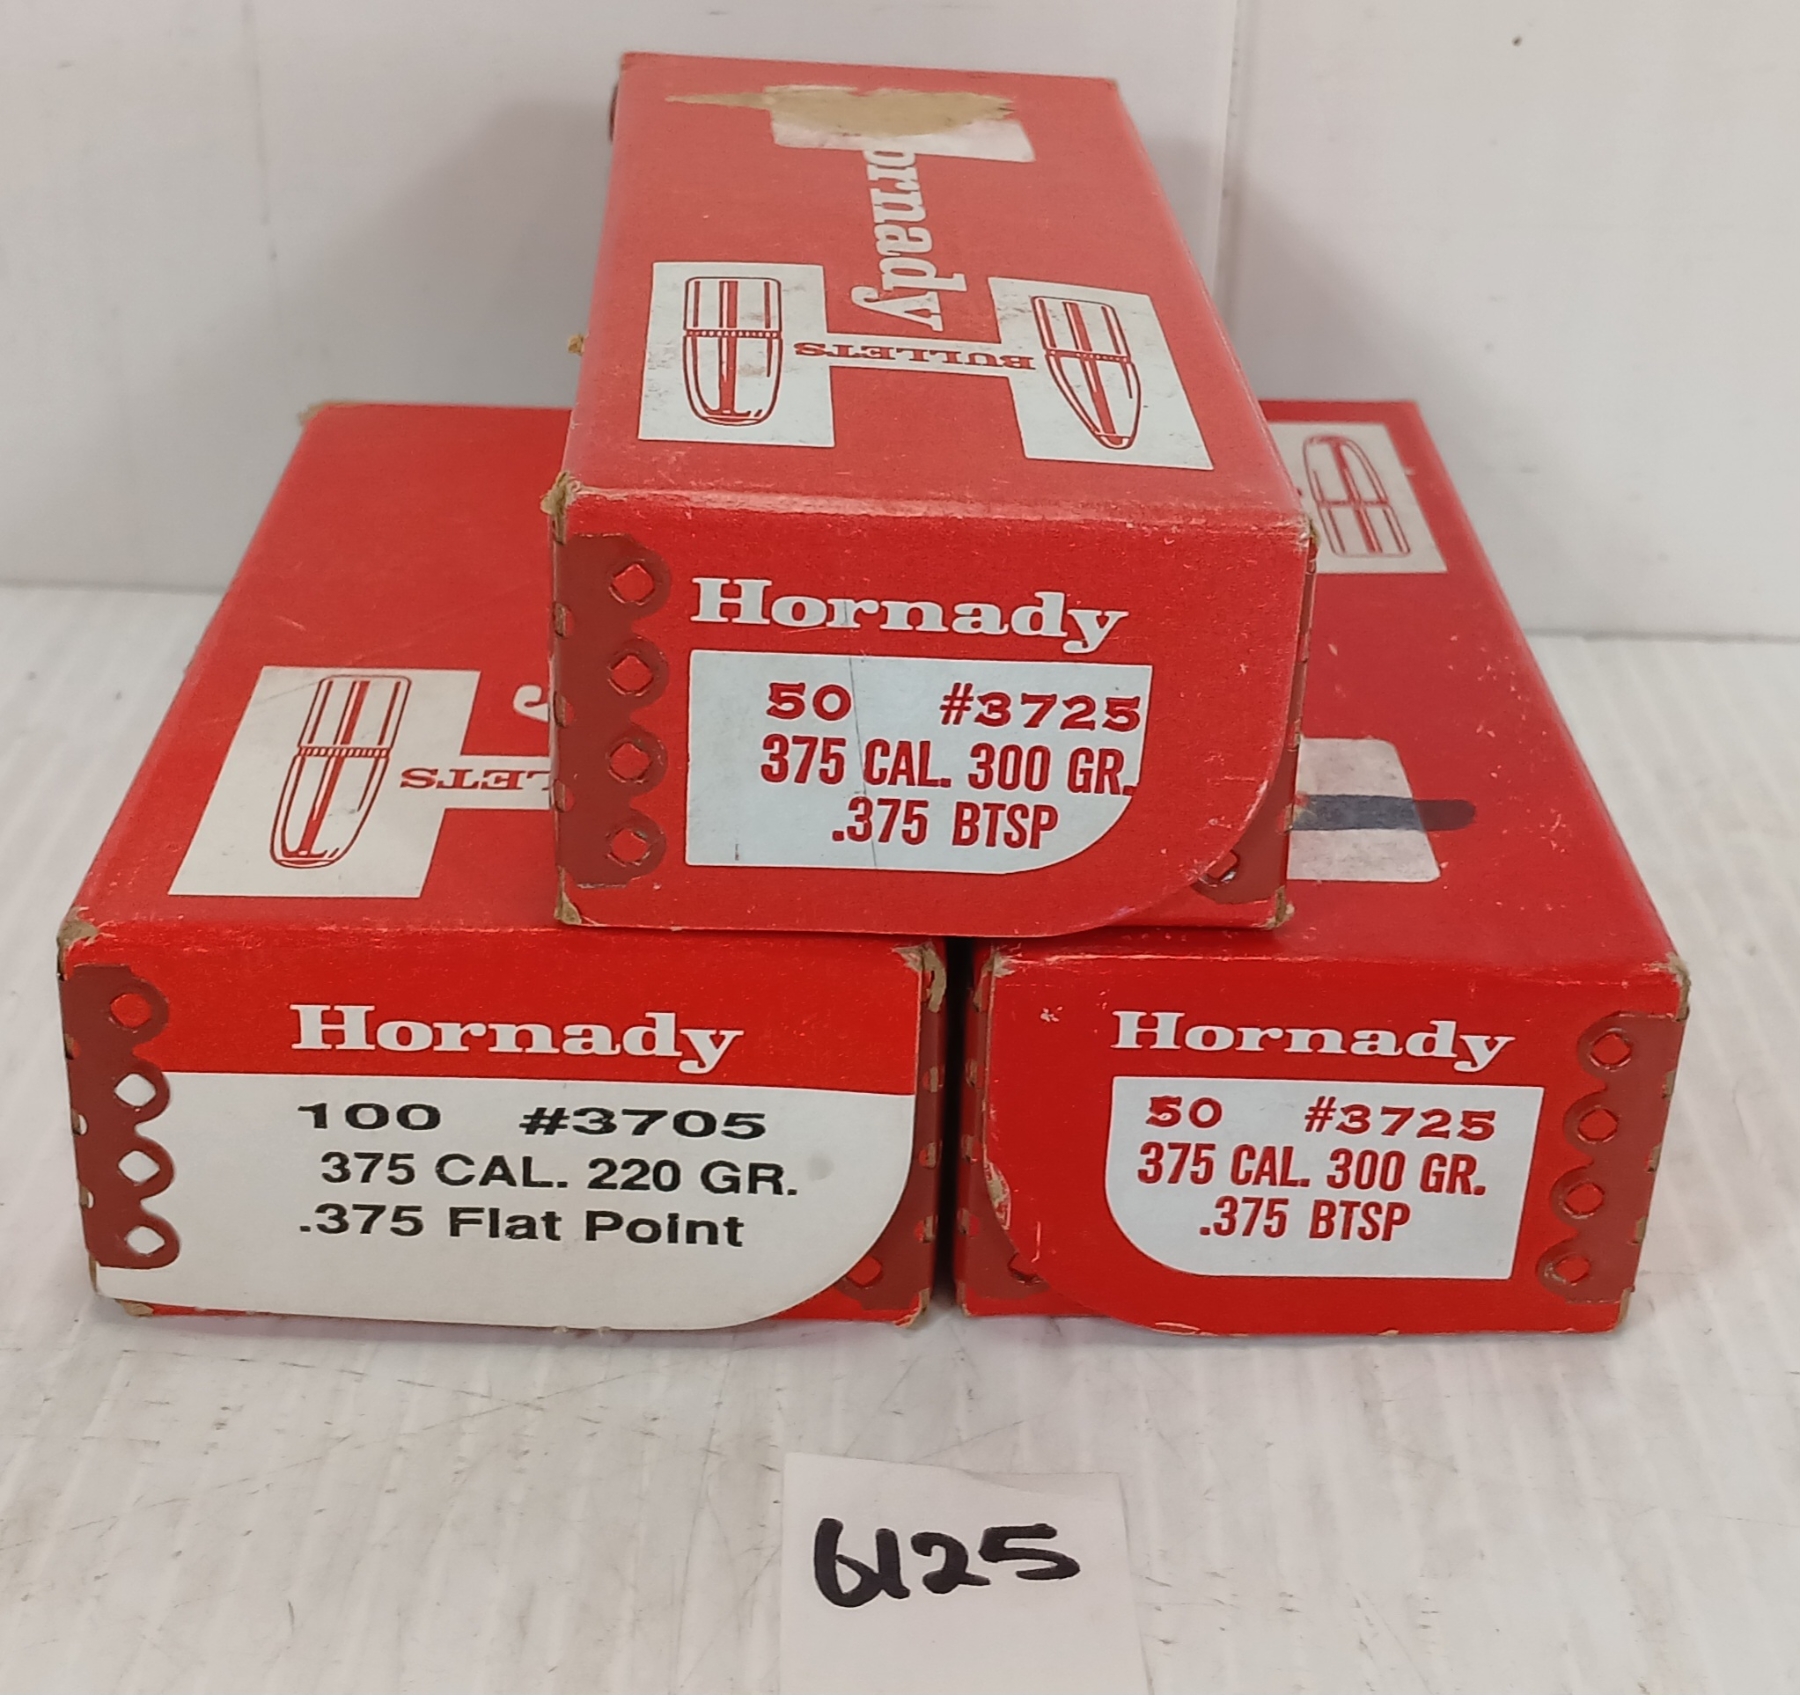 ornady
BULLETS
Hornady
50 #3725
375 CAL. 300 GR.
.375 BTSP
LETS
Hornady
100 #3705
375 CAL. 220 GR.
.375 Flat Point
Hornady
50 #3725
375 CAL. 300 GR.
.375 BTSP
6125